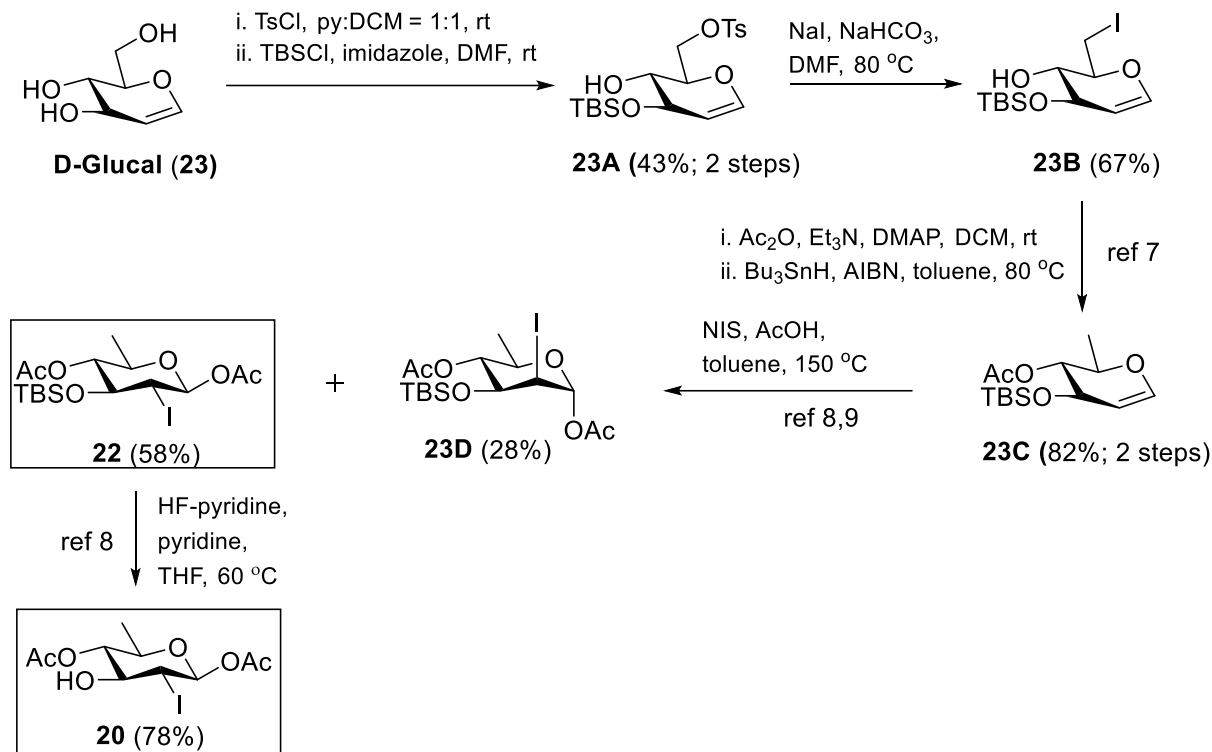 i. TsCl, py:DCM = 1:1, rt
ii. TBSCl, imidazole, DMF, rt
OH
O
HO
HO
D-Glucal (23)
OTs
O
HO
TBSO
23A (43%; 2 steps)
NaI, NaHCO3,
DMF, 80 °C
I
O
HO
TBSO
23B (67%)
i. Ac2O, Et3N, DMAP, DCM, rt
ii. Bu3SnH, AIBN, toluene, 80 °C
ref 7
O
AcO
TBSO
23C (82%; 2 steps)
NIS, AcOH,
toluene, 150 °C
ref 8,9
I
O
AcO
TBSO
OAc
23D (28%)
+
O
AcO
OAc
TBSO
I
22 (58%)
HF-pyridine,
pyridine,
THF, 60 °C
ref 8
O
AcO
OAc
HO
I
20 (78%)